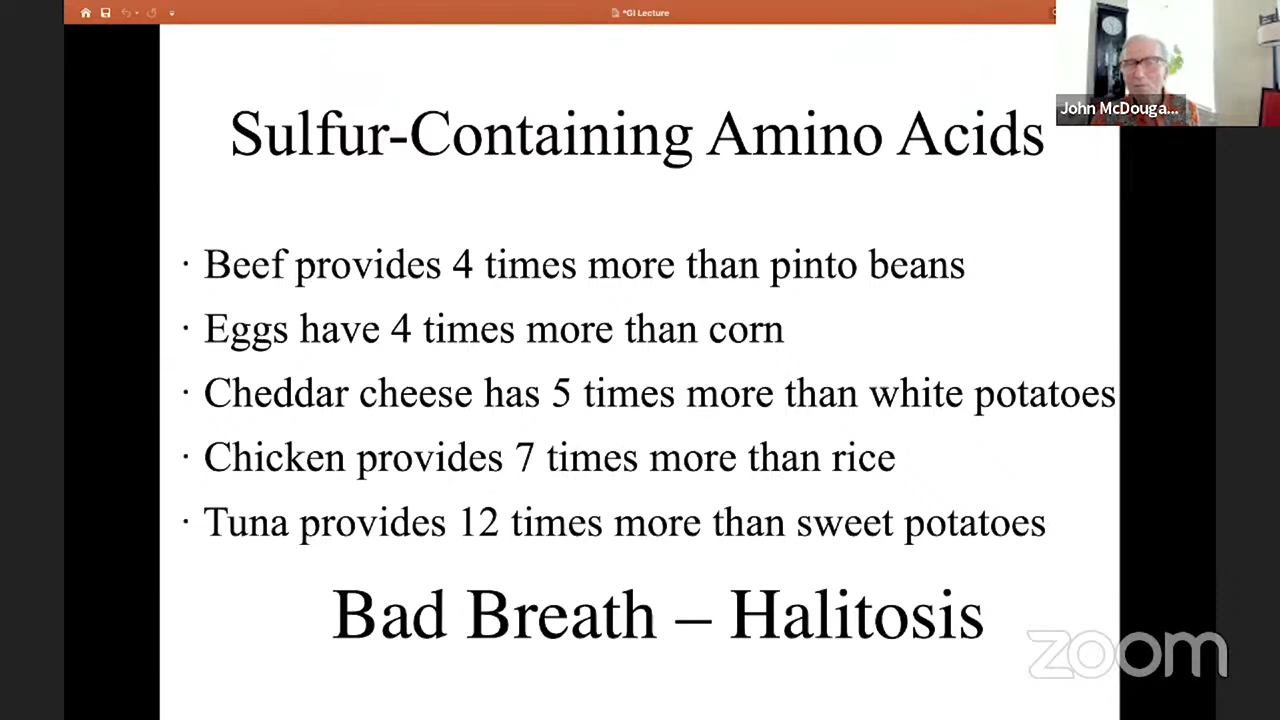 *GI Lecture
John McDouga...
Sulfur-Containing Amino Acids
· Beef provides 4 times more than pinto beans
· Eggs have 4 times more than corn
· Cheddar cheese has 5 times more than white potatoes
· Chicken provides 7 times more than rice
· Tuna provides 12 times more than sweet potatoes
Bad Breath – Halitosis
zoom